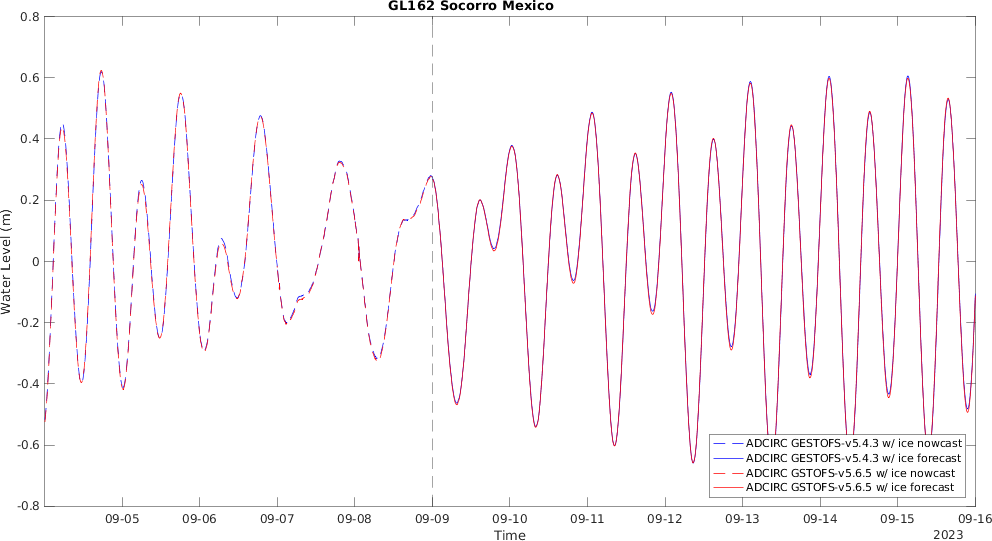 GL162 Socorro Mexico
0.8
0.6
0.4
0.2
0
-0.2
-0.4
-0.6
-0.8
Water Level (m)
09-05 09-06 09-07 09-08 09-09 09-10 09-11 09-12 09-13 09-14 09-15 09-16
Time
2023
ADCIRC GESTOFS-v5.4.3 w/ ice nowcast
ADCIRC GESTOFS-v5.4.3 w/ ice forecast
ADCIRC GSTOFS-v5.6.5 w/ ice nowcast
ADCIRC GSTOFS-v5.6.5 w/ ice forecast